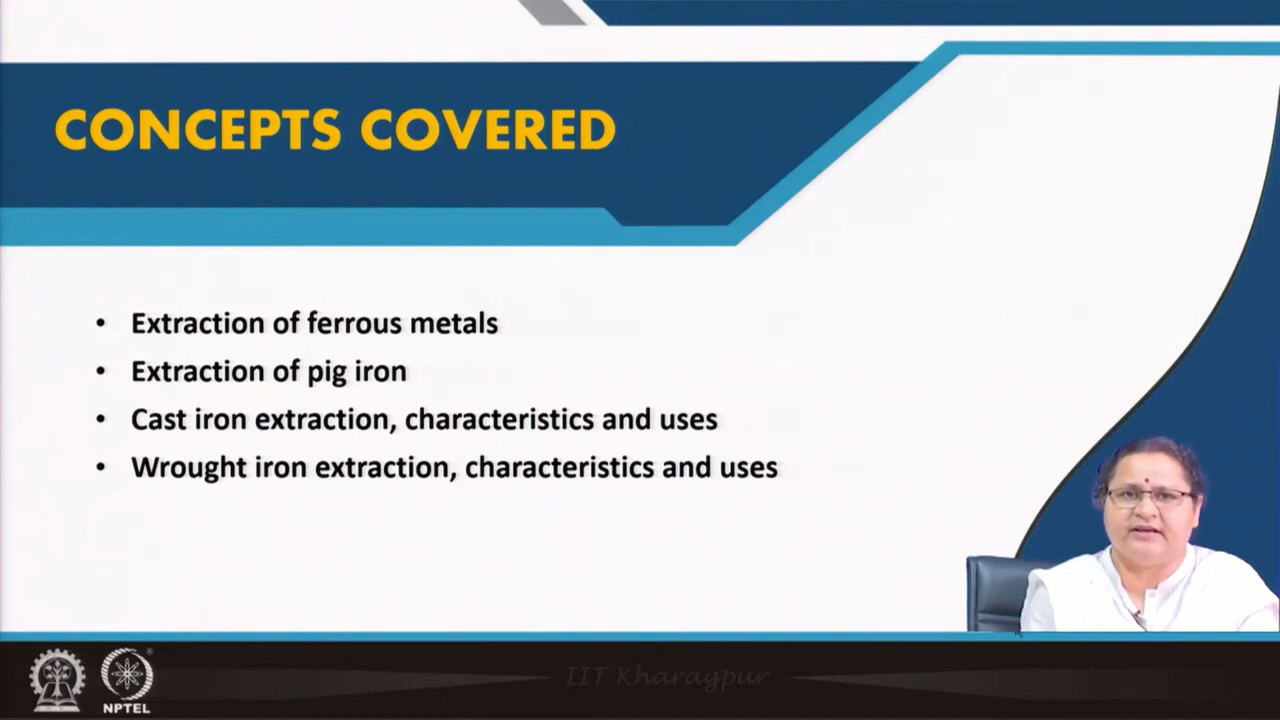 CONCEPTS COVERED
• Extraction of ferrous metals
• Extraction of pig iron
• Cast iron extraction, characteristics and uses
• Wrought iron extraction, characteristics and uses
IIT Kharagpur
NPTEL